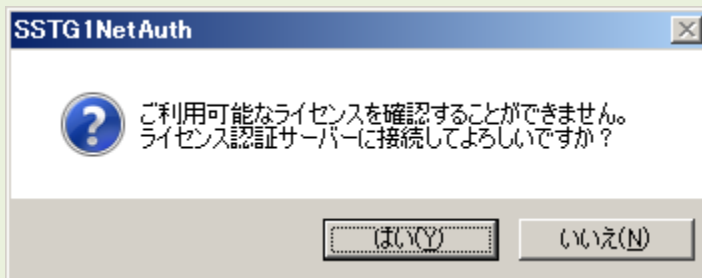 SSTG1NetAuth
ご利用可能なライセンスを確認することができません。
ライセンス認証サーバーに接続してよろしいですか？
はい(Y)
いいえ(N)